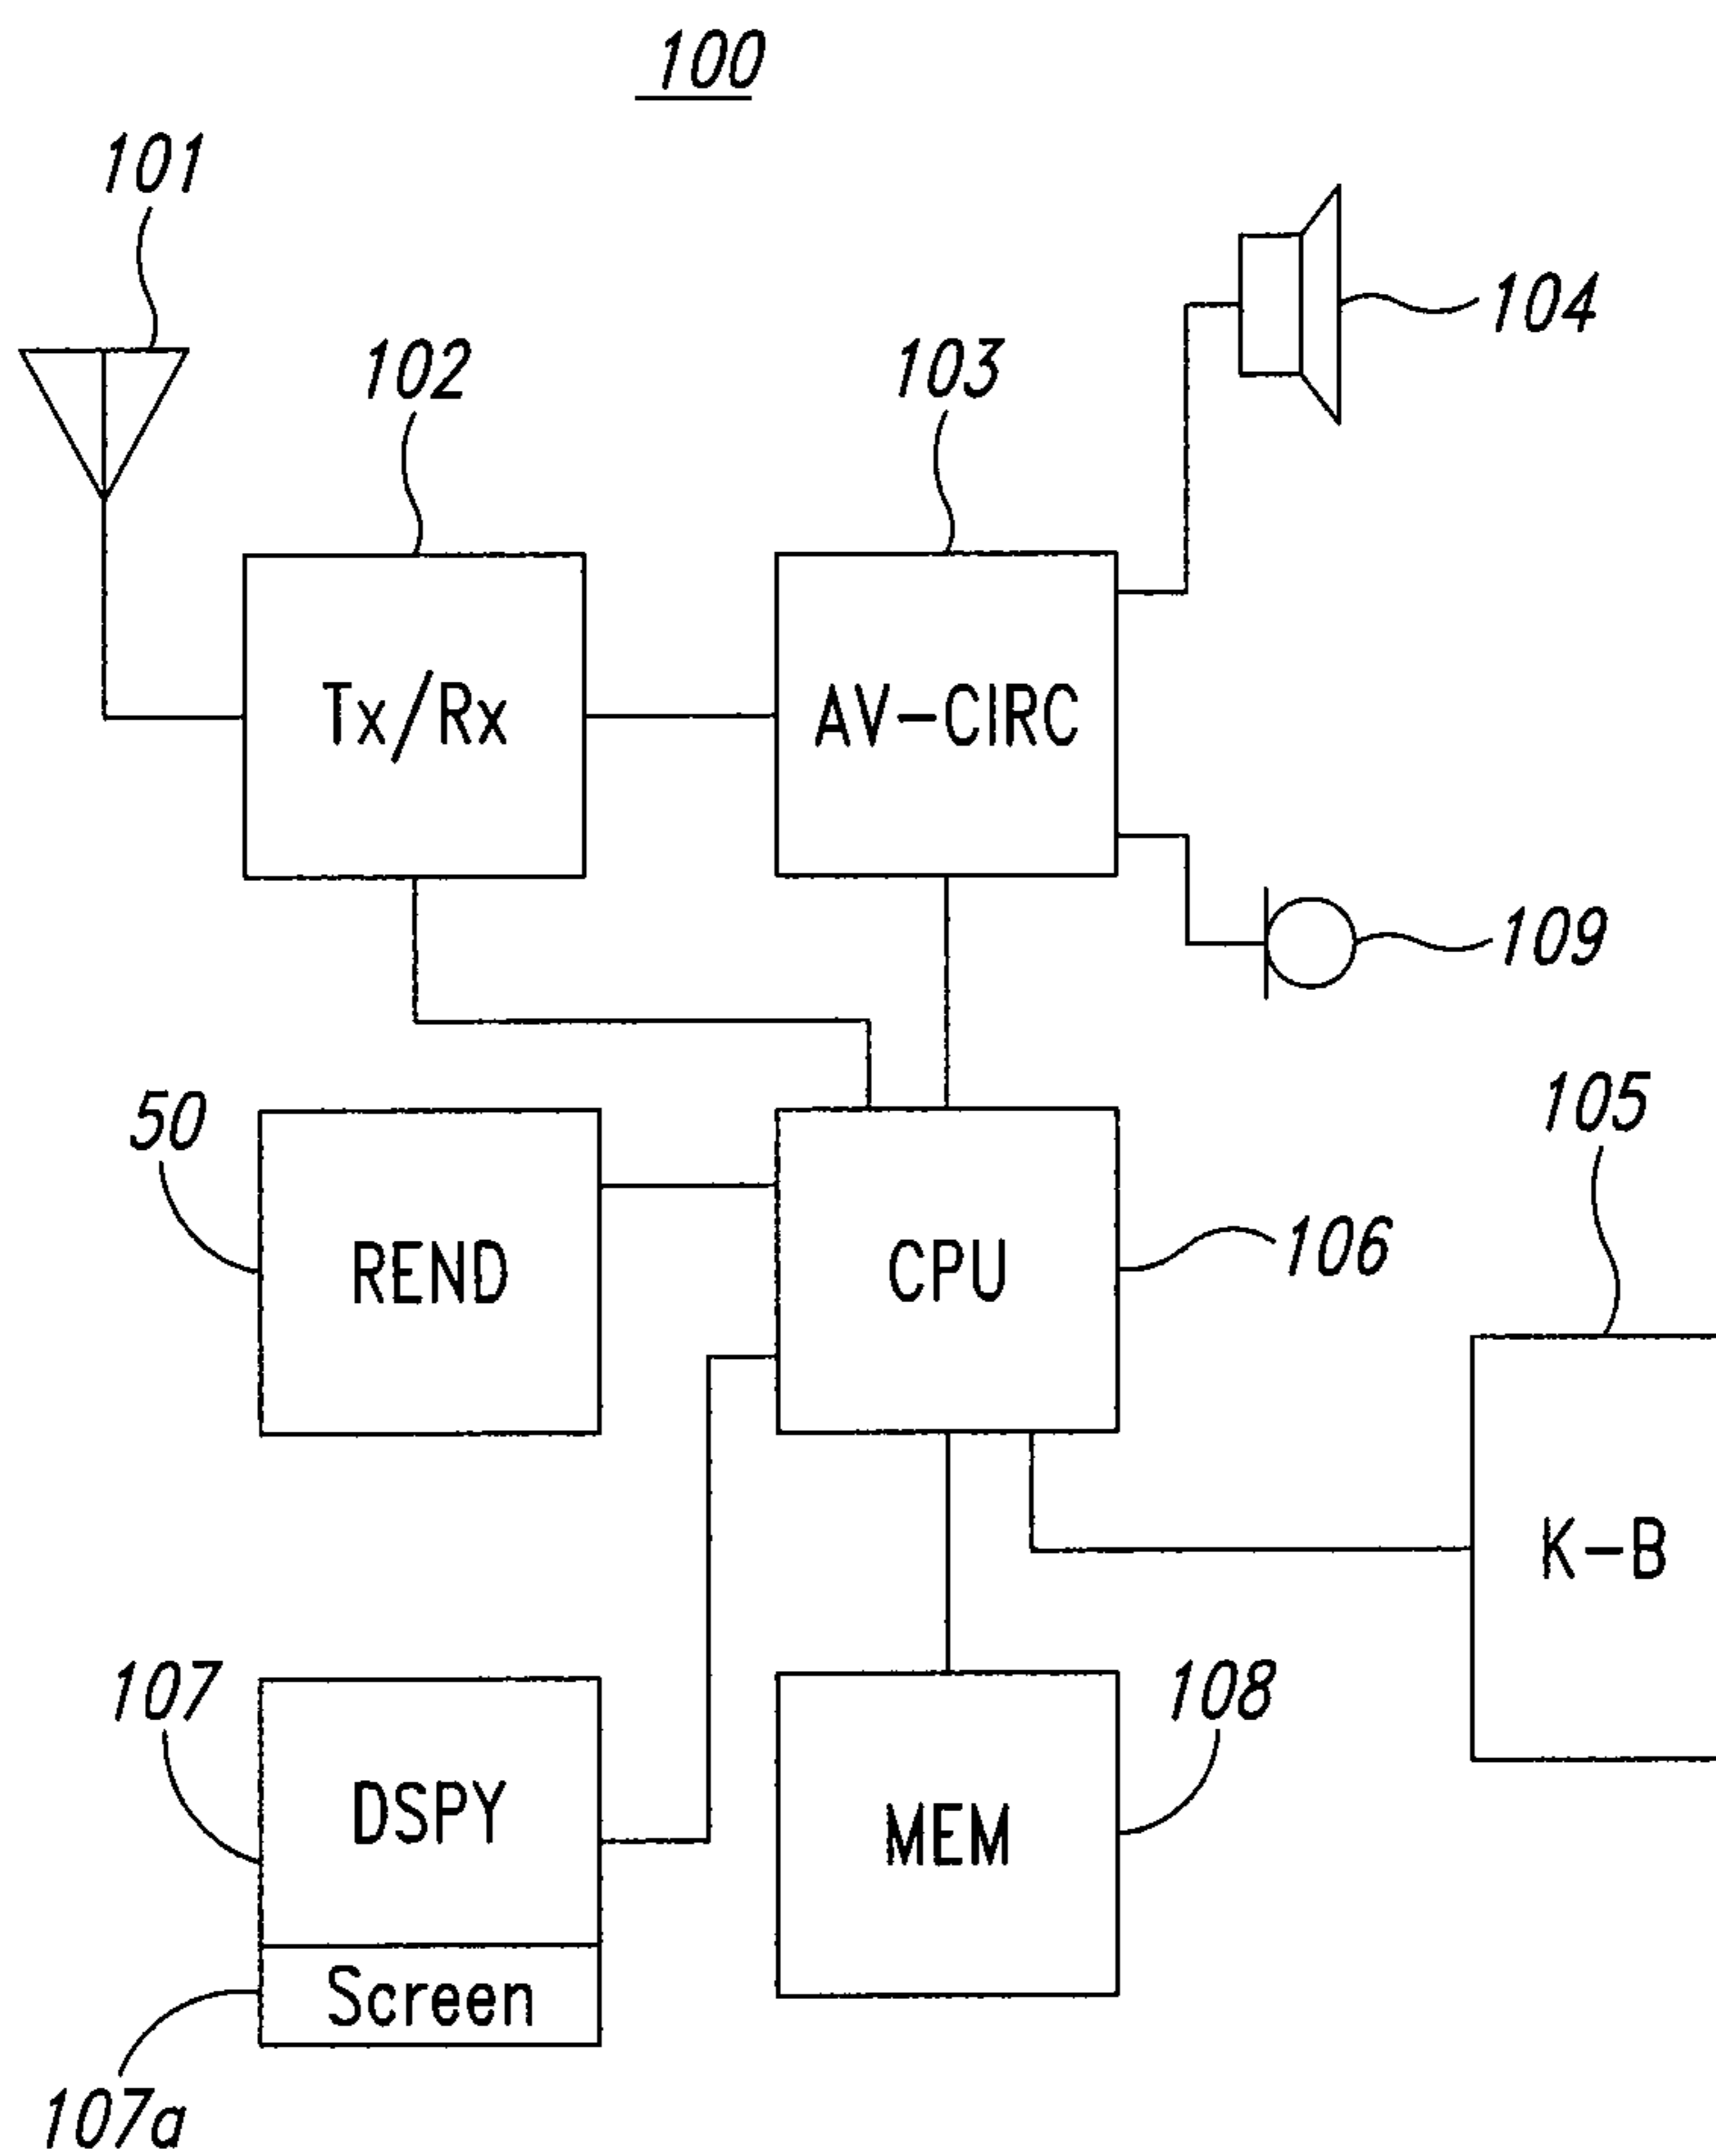 100
101
104
102
103
Tx/Rx
AV-CIRC
109
50
105
REND
CPU
106
K-B
107
108
DSPY
MEM
Screen
107a